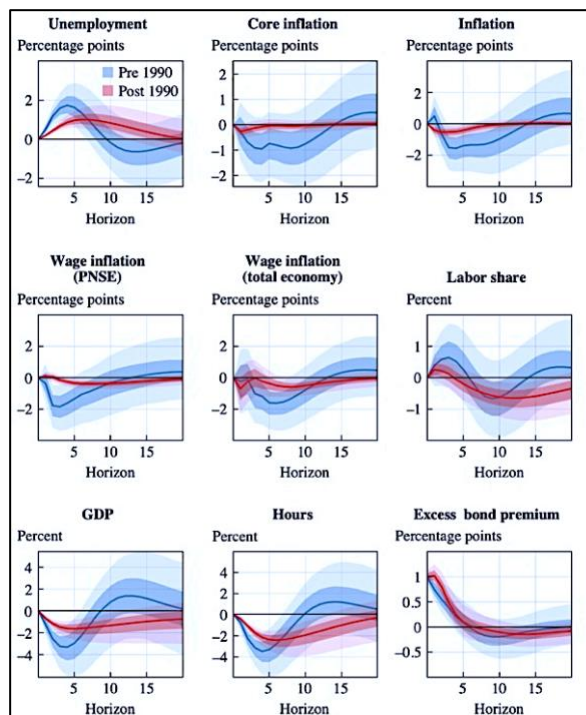 Unemployment
Percentage points
Pre 1990
Post 1990
2
0
−2
5 10 15
Horizon
Core inflation
Percentage points
2
1
0
−1
−2
5 10 15
Horizon
Inflation
Percentage points
2
0
−2
5 10 15
Horizon
Wage inflation
(PNSE)
Percentage points
2
0
−2
5 10 15
Horizon
Wage inflation
(total economy)
Percentage points
2
0
−2
5 10 15
Horizon
Labor share
Percent
1
0
−1
5 10 15
Horizon
GDP
Percent
4
2
0
−2
−4
5 10 15
Horizon
Hours
Percent
4
2
0
−2
−4
5 10 15
Horizon
Excess bond premium
Percentage points
1
0.5
0
−0.5
5 10 15
Horizon